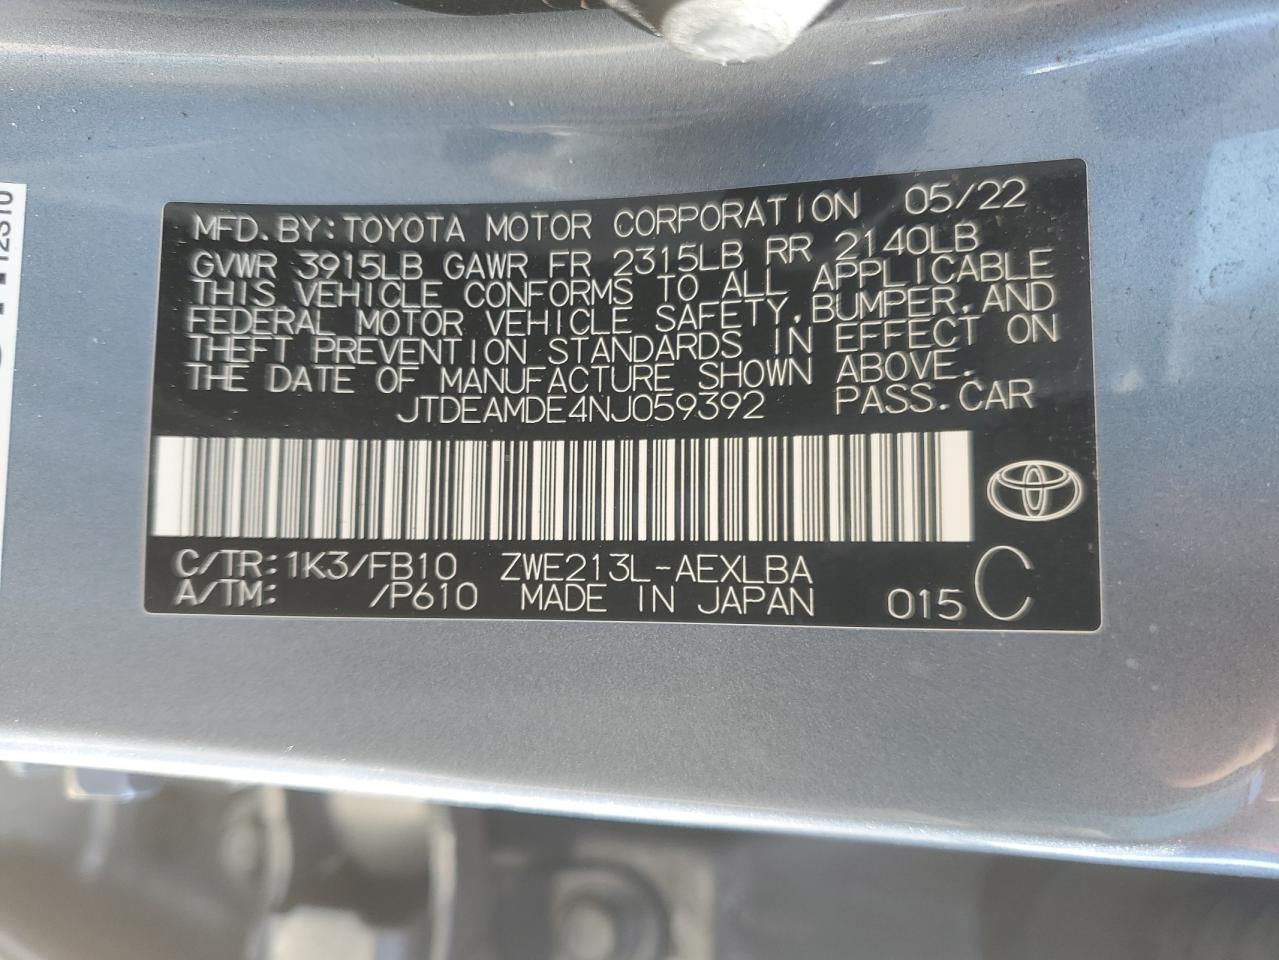 MFD.BY:TOYOTA MOTOR CORPORATION 05/22
GVWR 3915LB GAWR FR 2315LB RR 2140LB
THIS VEHICLE CONFORMS TO ALL APPLICABLE
FEDERAL MOTOR VEHICLE SAFETY,BUMPER,AND
THEFT PREVENTION STANDARDS IN EFFECT ON
THE DATE OF MANUFACTURE SHOWN ABOVE.
JTDEAMDE4NJ059392 PASS.CAR
C/TR:1K3/FB10 ZWE213L-AEXLBA
A/TM: /P610 MADE IN JAPAN 015 C